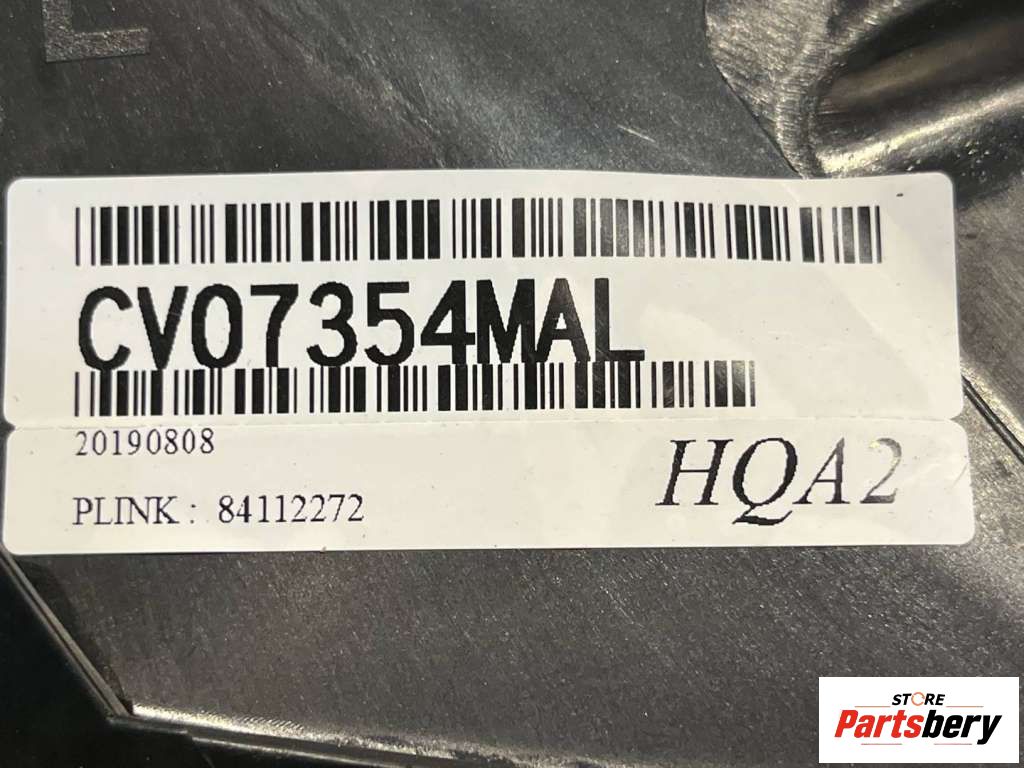 CV07354MAL
20190808
HQA2
PLINK : 84112272
STORE
Partsbery